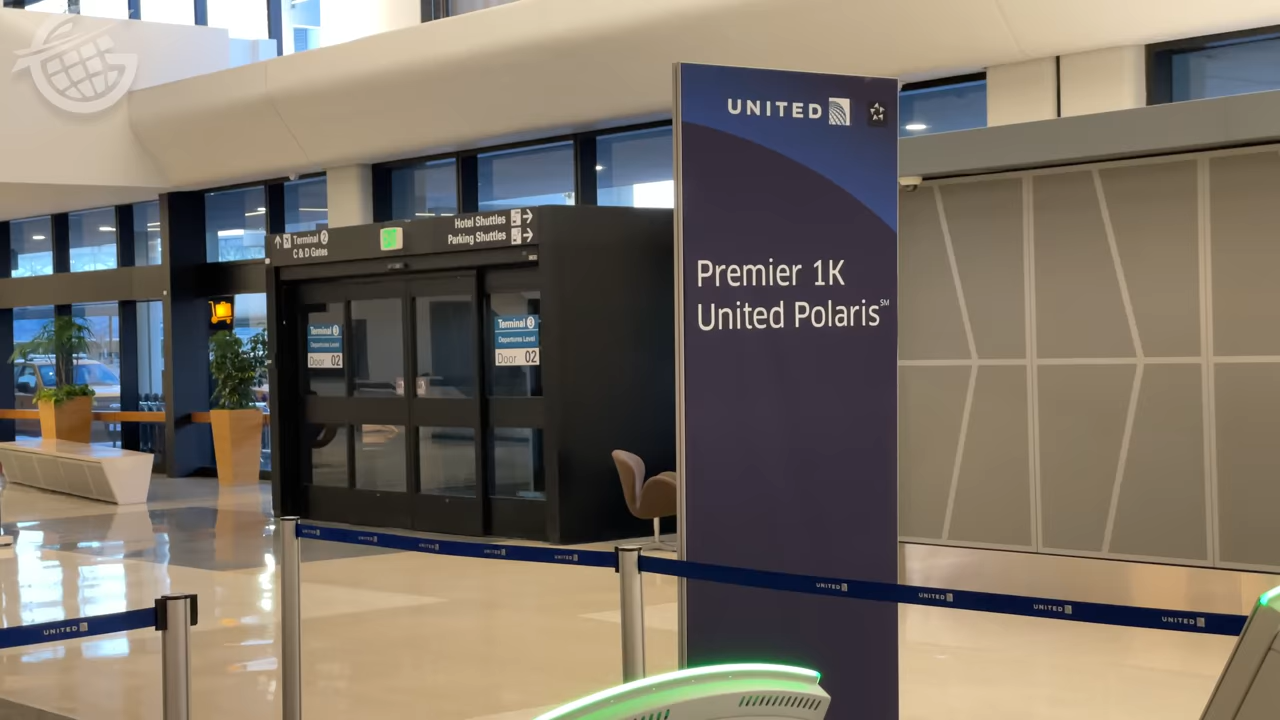 UNITED
Premier 1K
United Polaris℠
Terminal 2
C & D Gates
Hotel Shuttles
Parking Shuttles
Terminal 3
Departures Level
Door 02
Terminal 3
Departures Level
Door 02
UNITED
UNITED
UNITED
UNITED
UNITED
UNITED
UNITED
UNITED
UNITED